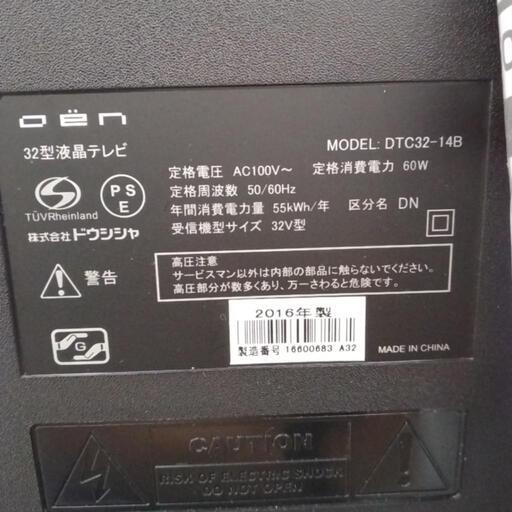 oën
32型液晶テレビ
MODEL: DTC32-14B
定格電圧 AC100V～ 定格消費電力 60W
定格周波数 50/60Hz
年間消費電力量 55kWh/年 区分名 DN
受信機型サイズ 32V型
TÜVRheinland
PS
E
株式会社ドウシシャ
警告
高圧注意
サービスマン以外は内部の部品に触らないでください。
高圧部分が数多くあり、万一さわると危険です。
G
2016年製
製造番号 16600683 A32
MADE IN CHINA
CAUTION
RISK OF ELECTRIC SHOCK
DO NOT OPEN